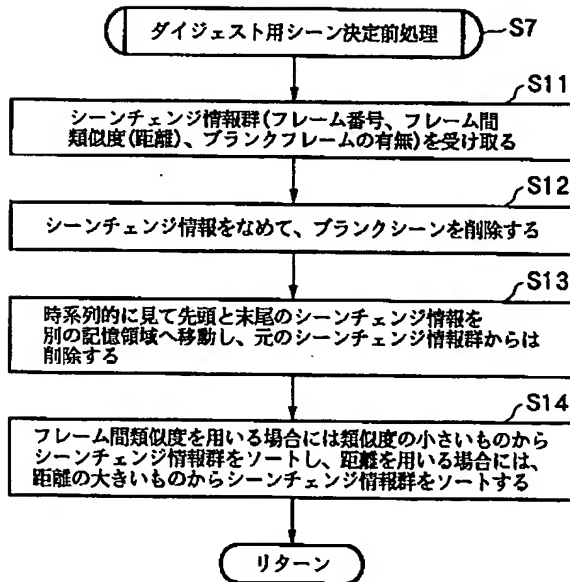 ダイジェスト用シーン決定前処理
S7
S11
シーンチェンジ情報群(フレーム番号、フレーム間
類似度(距離)、ブランクフレームの有無)を受け取る
S12
シーンチェンジ情報をなめて、ブランクシーンを削除する
S13
時系列的に見て先頭と末尾のシーンチェンジ情報を
別の記憶領域へ移動し、元のシーンチェンジ情報群からは
削除する
S14
フレーム間類似度を用いる場合には類似度の小さいものから
シーンチェンジ情報群をソートし、距離を用いる場合には、
距離の大きいものからシーンチェンジ情報群をソートする
リターン